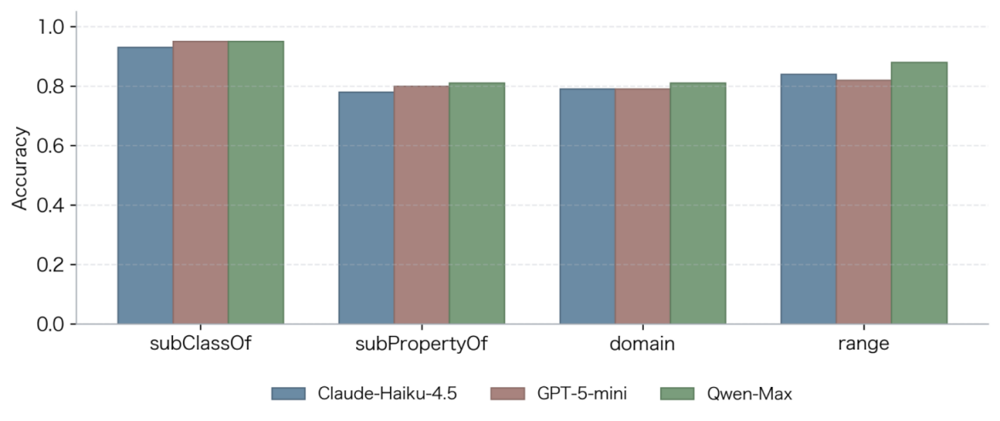 Accuracy
1.0
0.8
0.6
0.4
0.2
0.0
subClassOf subPropertyOf domain range
Claude-Haiku-4.5 GPT-5-mini Qwen-Max